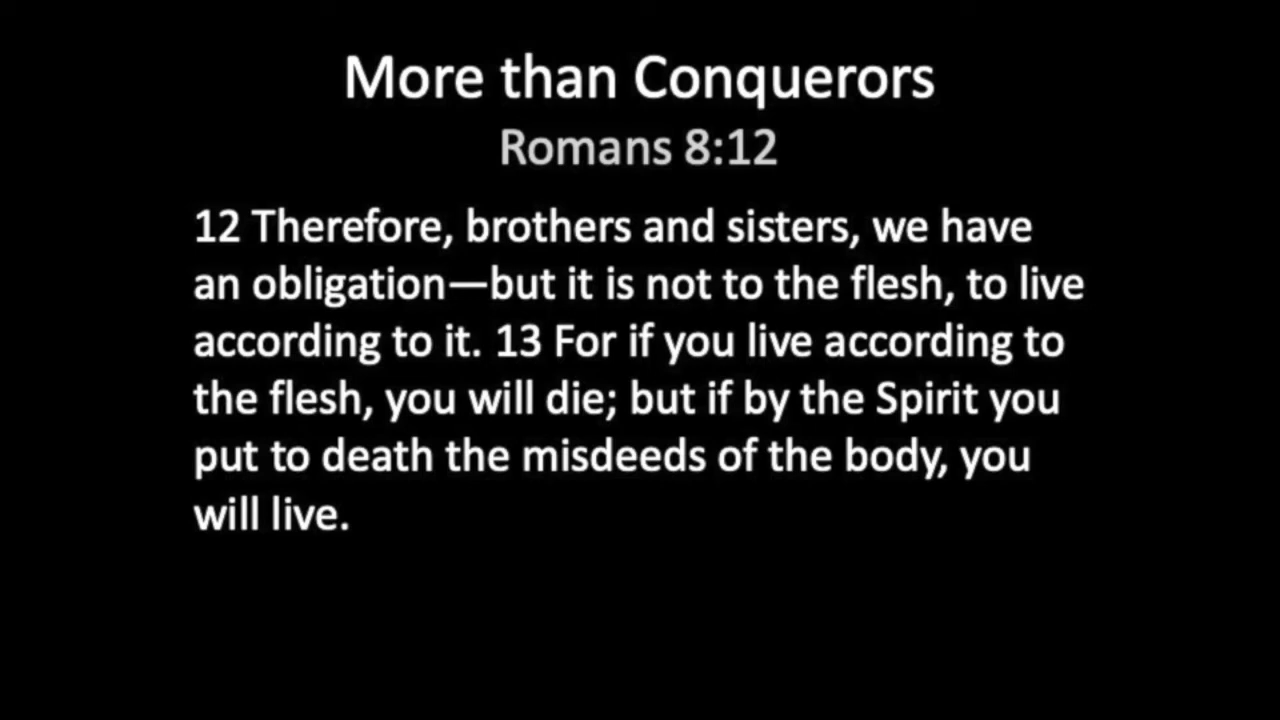 More than Conquerors
Romans 8:12
12 Therefore, brothers and sisters, we have
an obligation—but it is not to the flesh, to live
according to it. 13 For if you live according to
the flesh, you will die; but if by the Spirit you
put to death the misdeeds of the body, you
will live.